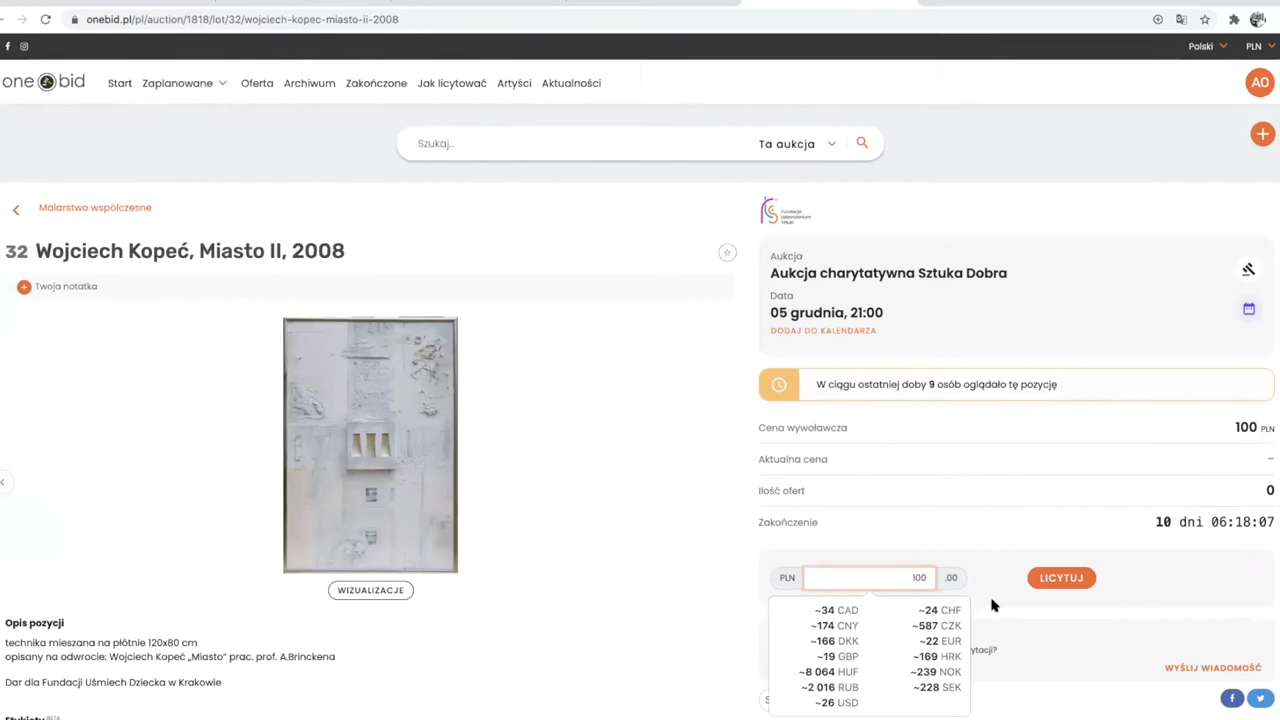 onebid.pl/pl/auction/1818/lot/32/wojciech-kopec-miasto-ii-2008
Polski PLN
one bid Start Zaplanowane Oferta Archiwum Zakończone Jak licytować Artyści Aktualności AO
Szukaj.. Ta aukcja
+
Malarstwo współczesne
32 Wojciech Kopeć, Miasto II, 2008
Twoja notatka
WIZUALIZACJE
Opis pozycji
technika mieszana na płótnie 120x80 cm
opisany na odwrocie: Wojciech Kopeć „Miasto” prac. prof. A.Brinckena
Dar dla Fundacji Uśmiech Dziecka w Krakowie
Fundacja
Laboratorium
Sztuki
Aukcja
Aukcja charytatywna Sztuka Dobra
Data
05 grudnia, 21:00
DODAJ DO KALENDARZA
W ciągu ostatniej doby 9 osób oglądało tę pozycję
Cena wywoławcza 100 PLN
Aktualna cena -
Ilość ofert 0
Zakończenie 10 dni 06:18:07
PLN 100 .00 LICYTUJ
~34 CAD ~24 CHF
~174 CNY ~587 CZK
~166 DKK ~22 EUR
~19 GBP ~169 HRK
~8 064 HUF ~239 NOK
~2 016 RUB ~228 SEK
~26 USD
WYŚLIJ WIADOMOŚĆ